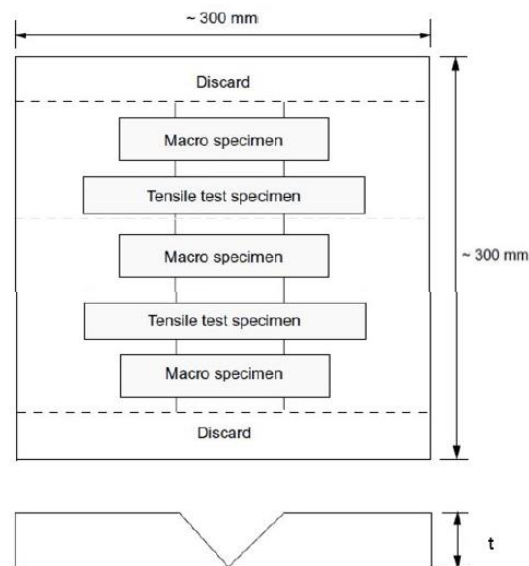 ~ 300 mm
Discard
Macro specimen
Tensile test specimen
Macro specimen
~ 300 mm
Tensile test specimen
Macro specimen
Discard
t